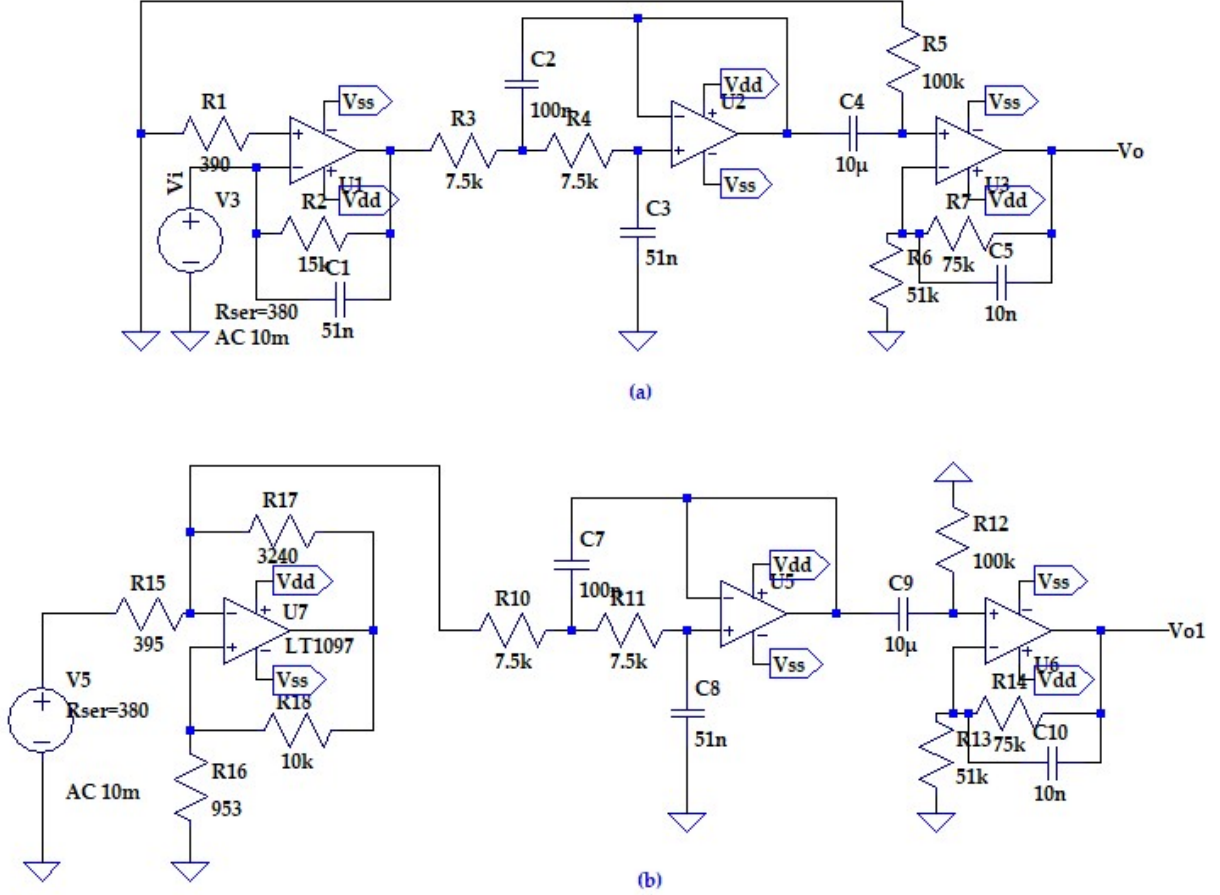 R5
100k
C2
100n
Vdd
U2
R1
390
Vss
R3
7.5k
R4
7.5k
C4
10µ
Vss
Vo
Vi
V3
U1
Vdd
R2
15k
C1
51n
Rser=380
AC 10m
Vss
C3
51n
U3
Vdd
R7
75k
R6
51k
C5
10n
(a)
R17
3240
Vdd
R15
395
U7
LT1097
Vss
R18
10k
V5
Rser=380
AC 10m
R16
953
C7
100n
R10
7.5k
R11
7.5k
Vdd
U5
Vss
C8
51n
C9
10µ
R12
100k
Vss
Vo1
U6
Vdd
R14
75k
R13
51k
C10
10n
(b)